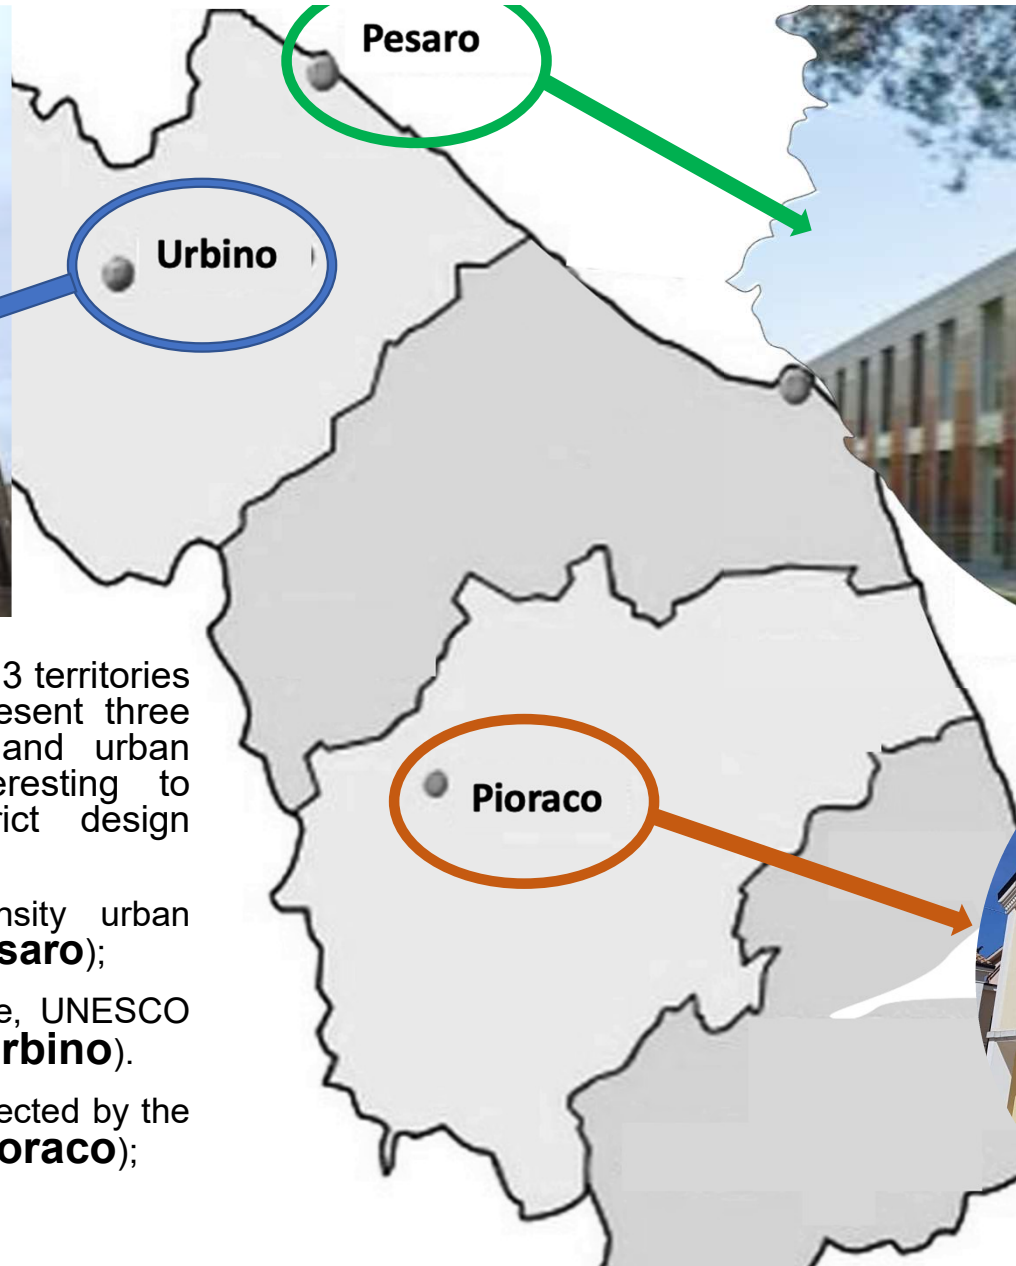 Pesaro
Urbino
3 territories
esent three
and urban
eresting to
rict design
Pioraco
nsity urban
saro);
e, UNESCO
rbino).
ected by the
oraco);